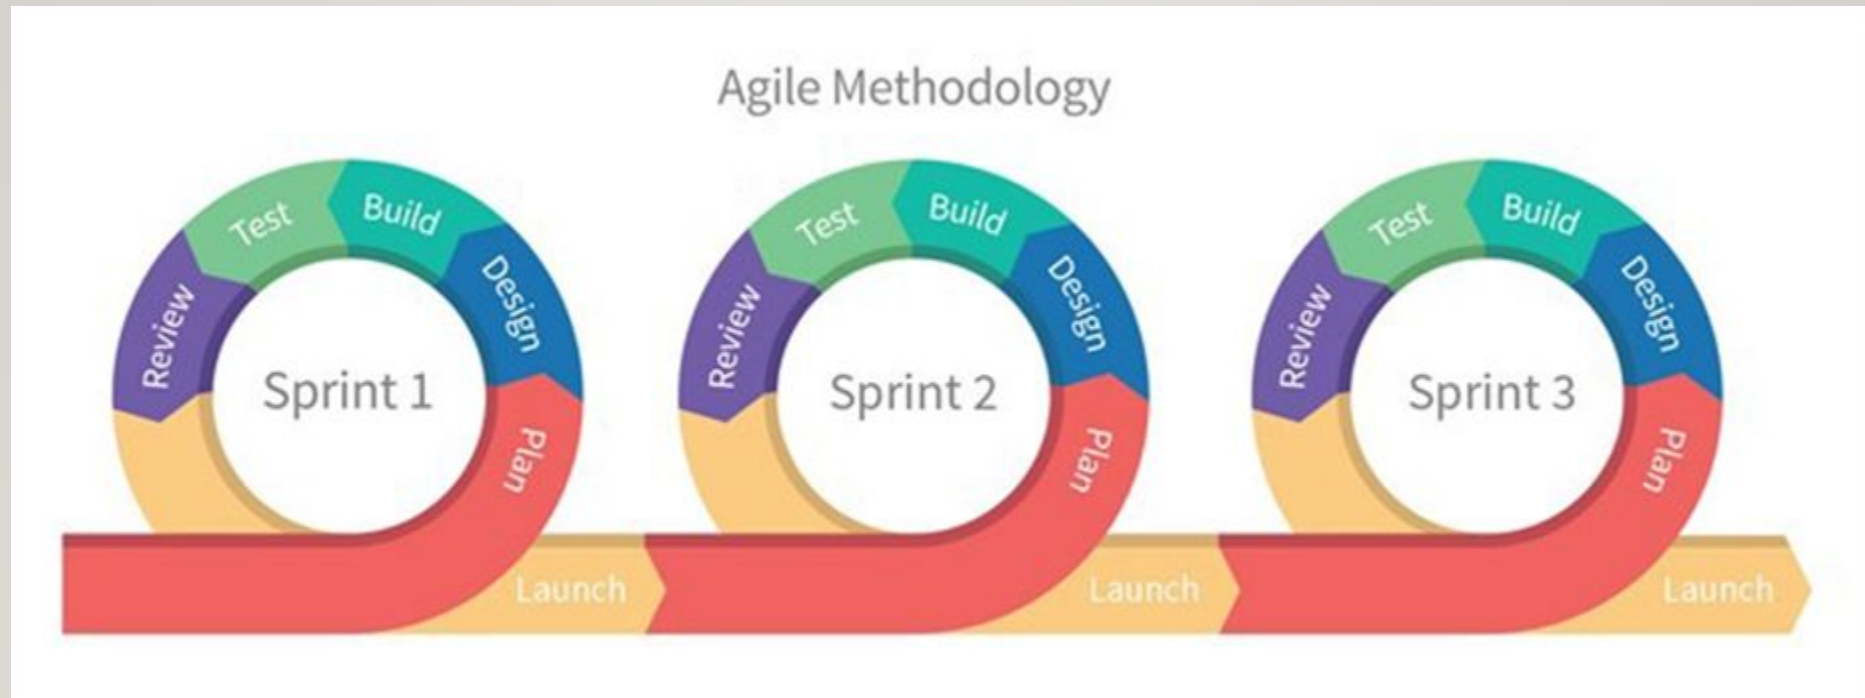 Agile Methodology
Sprint 1
Plan
Design
Build
Test
Review
Launch
Sprint 2
Plan
Design
Build
Test
Review
Launch
Sprint 3
Plan
Design
Build
Test
Review
Launch